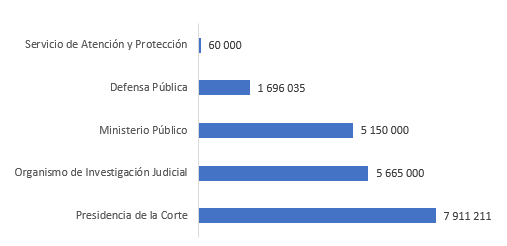 Servicio de Atención y Protección 60 000
Defensa Pública 1 696 035
Ministerio Público 5 150 000
Organismo de Investigación Judicial 5 665 000
Presidencia de la Corte 7 911 211